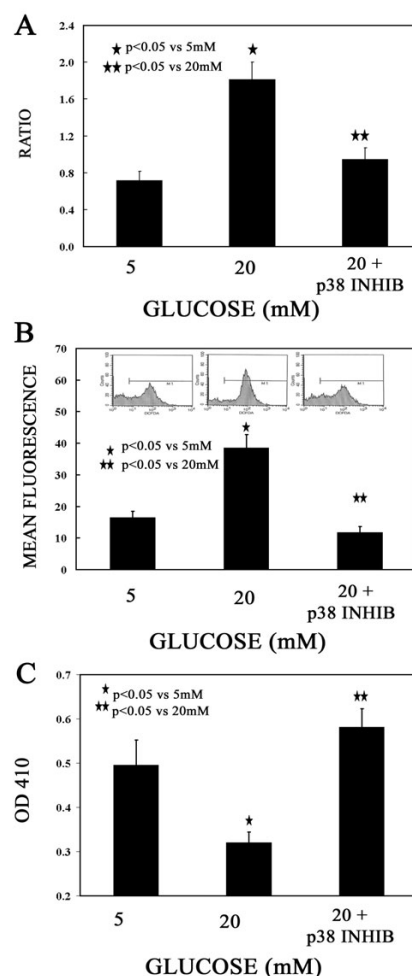 A
★ p<0.05 vs 5mM
★★ p<0.05 vs 20mM
RATIO
2.4
2.0
1.6
1.2
0.8
0.4
0.0
★
★★
5
20
20 +
p38 INHIB
GLUCOSE (mM)
B
MEAN FLUORESCENCE
70
60
50
40
30
20
10
0
Counts
Counts
Counts
★ p<0.05 vs 5mM
★★ p<0.05 vs 20mM
★
★★
5
20
20 +
p38 INHIB
GLUCOSE (mM)
C
OD 410
0.7
0.6
0.5
0.4
0.3
0.2
★ p<0.05 vs 5mM
★★ p<0.05 vs 20mM
★
★★
5
20
20 +
p38 INHIB
GLUCOSE (mM)